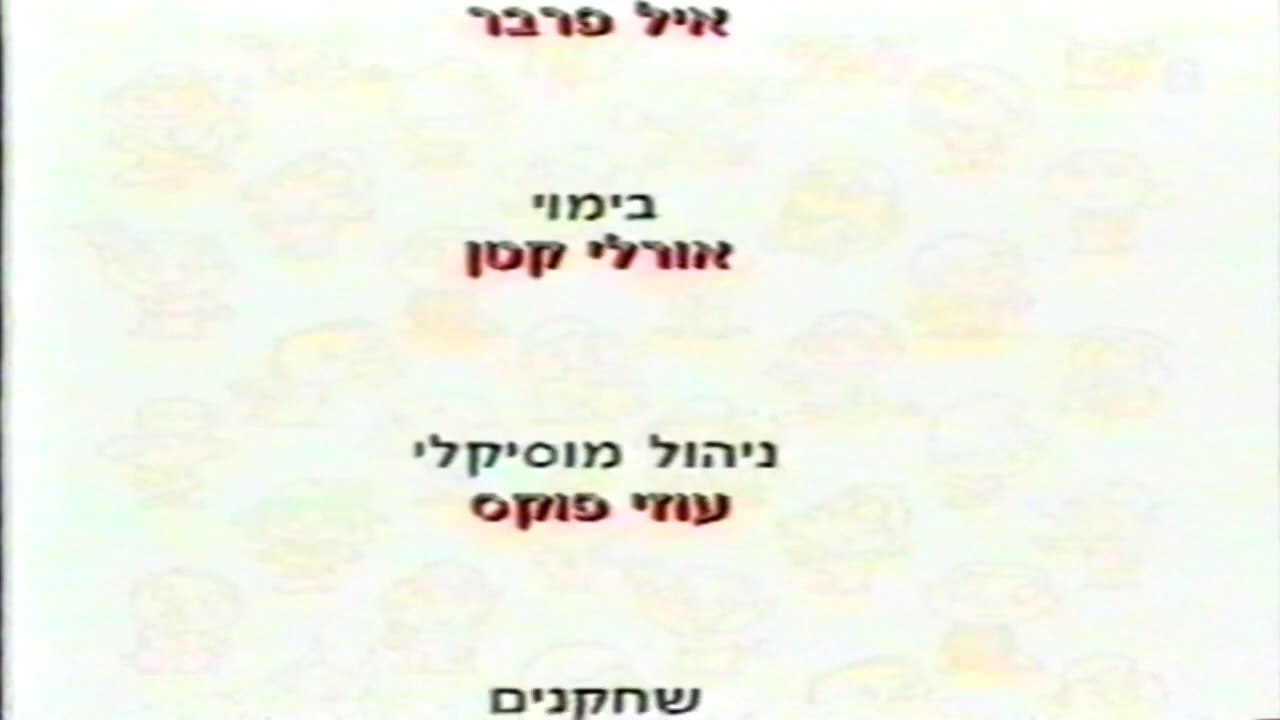 איל פרבר
בימוי
אורלי קטן
ניהול מוסיקלי
עוזי פוקס
שחקנים